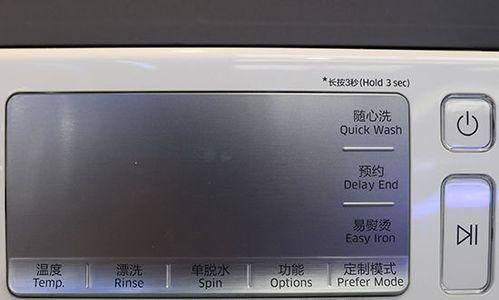 *长按3秒(Hold 3 sec)
随心洗
Quick Wash
预约
Delay End
易熨烫
Easy Iron
温度
Temp.
漂洗
Rinse
单脱水
Spin
功能
Options
定制模式
Prefer Mode